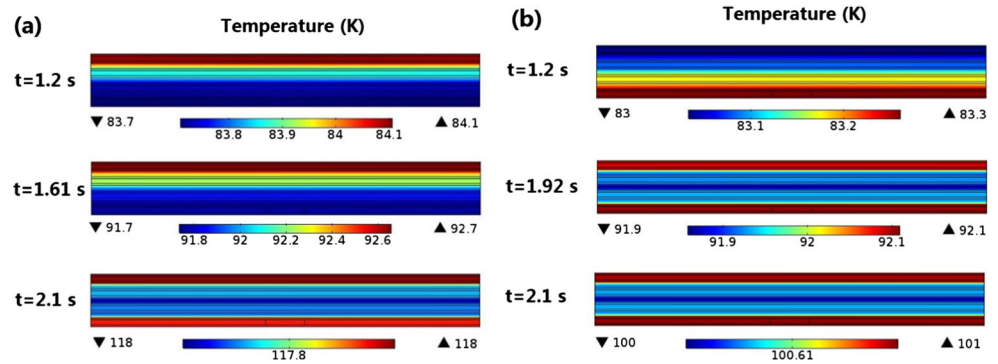 (a) Temperature (K)
t=1.2 s
▼ 83.7 ▲ 84.1
83.8 83.9 84 84.1
t=1.61 s
▼ 91.7 ▲ 92.7
91.8 92 92.2 92.4 92.6
t=2.1 s
▼ 118 ▲ 118
117.8
(b) Temperature (K)
t=1.2 s
▼ 83 ▲ 83.3
83.1 83.2
t=1.92 s
▼ 91.9 ▲ 92.1
91.9 92 92.1
t=2.1 s
▼ 100 ▲ 101
100.61